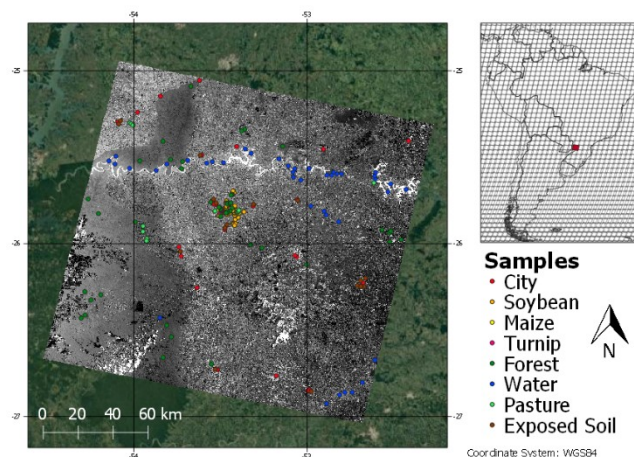 -54
-53
-25
-25
-26
-26
-27
-27
0 20 40 60 km
-54
-53
Samples
City
Soybean
Maize
Turnip
Forest
Water
Pasture
Exposed Soil
N
Coordinate System: WGS84